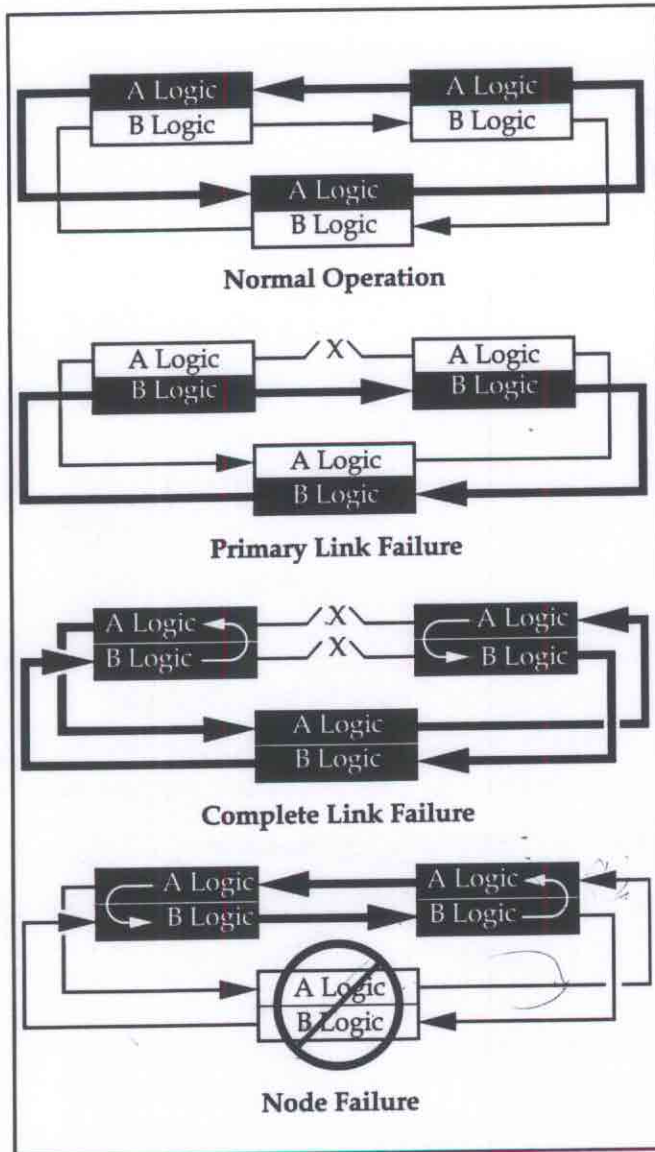 A Logic A Logic
B Logic B Logic
A Logic
B Logic
Normal Operation
A Logic X A Logic
B Logic B Logic
A Logic
B Logic
Primary Link Failure
A Logic X A Logic
B Logic X B Logic
A Logic
B Logic
Complete Link Failure
A Logic A Logic
B Logic B Logic
A Logic
B Logic
Node Failure